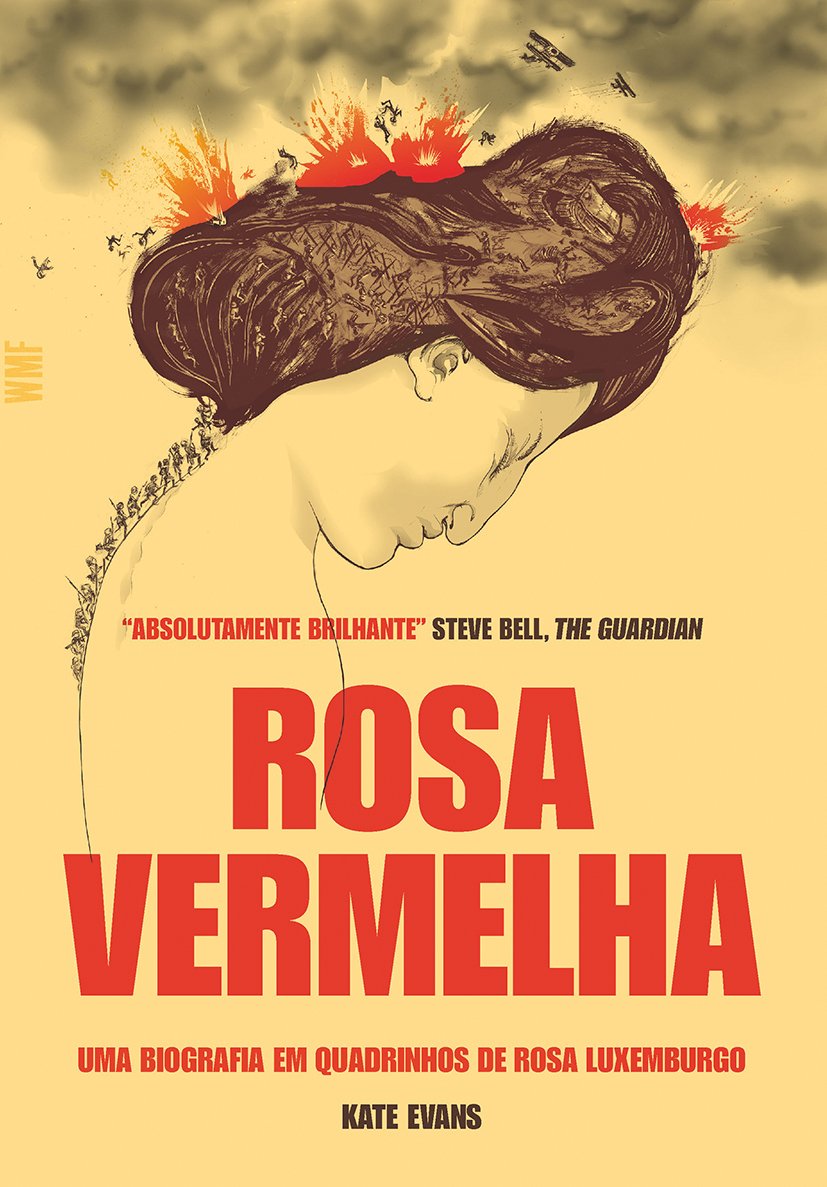 WMF
“ABSOLUTAMENTE BRILHANTE” STEVE BELL, THE GUARDIAN
ROSA
VERMELHA
UMA BIOGRAFIA EM QUADRINHOS DE ROSA LUXEMBURGO
KATE EVANS